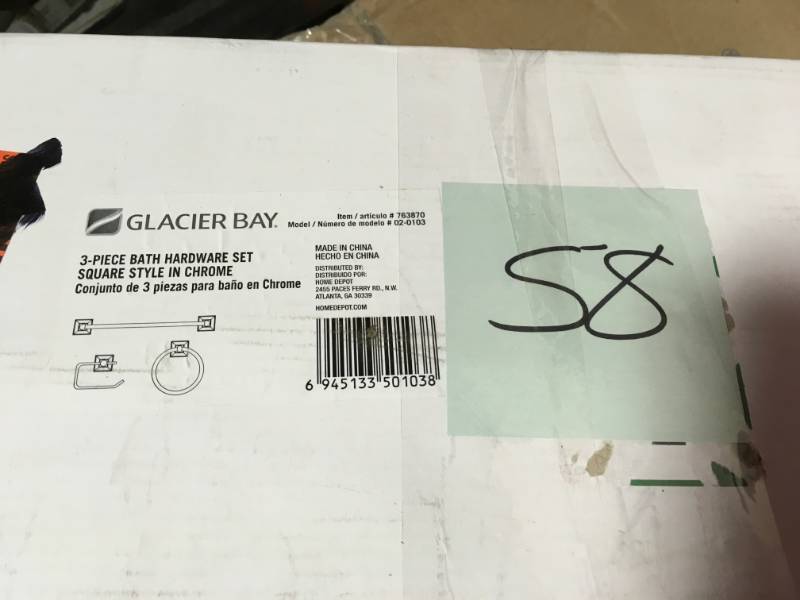 GLACIER BAY.
Item / artículo # 763870
Model / Número de modelo # 02-0103
3-PIECE BATH HARDWARE SET
SQUARE STYLE IN CHROME
Conjunto de 3 piezas para baño en Chrome
MADE IN CHINA
HECHO EN CHINA
DISTRIBUTED BY:
DISTRIBUIDO POR:
HOME DEPOT
2455 PACES FERRY RD., N.W.
ATLANTA, GA 30339
HOMEDEPOT.COM
6 945133 501038
58